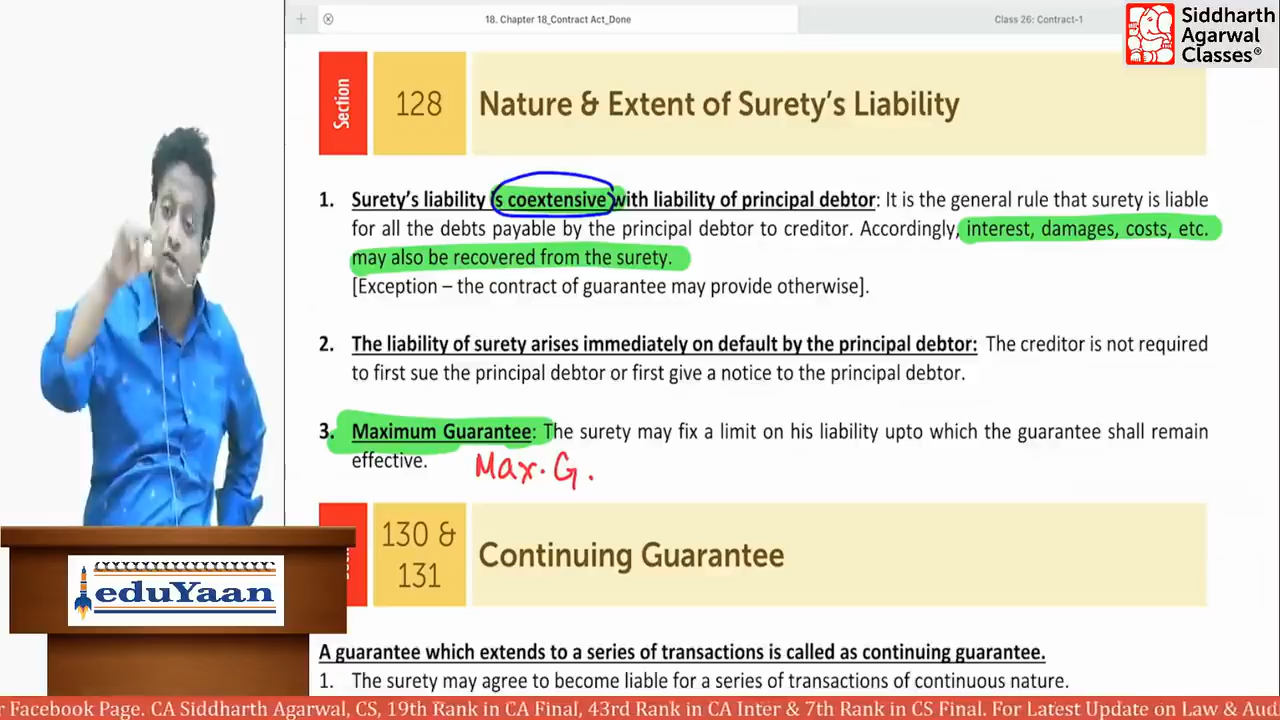 18. Chapter 18_Contract Act_Done
Class 26: Contract-1
Siddharth
Agarwal
Classes®
Section
128
Nature & Extent of Surety's Liability
1. Surety's liability is coextensive with liability of principal debtor: It is the general rule that surety is liable
for all the debts payable by the principal debtor to creditor. Accordingly, interest, damages, costs, etc.
may also be recovered from the surety.
[Exception – the contract of guarantee may provide otherwise].
2. The liability of surety arises immediately on default by the principal debtor: The creditor is not required
to first sue the principal debtor or first give a notice to the principal debtor.
3. Maximum Guarantee: The surety may fix a limit on his liability upto which the guarantee shall remain
effective.
Max. G.
130 &
131
Continuing Guarantee
eduYaan
A guarantee which extends to a series of transactions is called as continuing guarantee.
1. The surety may agree to become liable for a series of transactions of continuous nature.
r Facebook Page. CA Siddharth Agarwal, CS, 19th Rank in CA Final, 43rd Rank in CA Inter & 7th Rank in CS Final. For Latest Update on Law & Aud